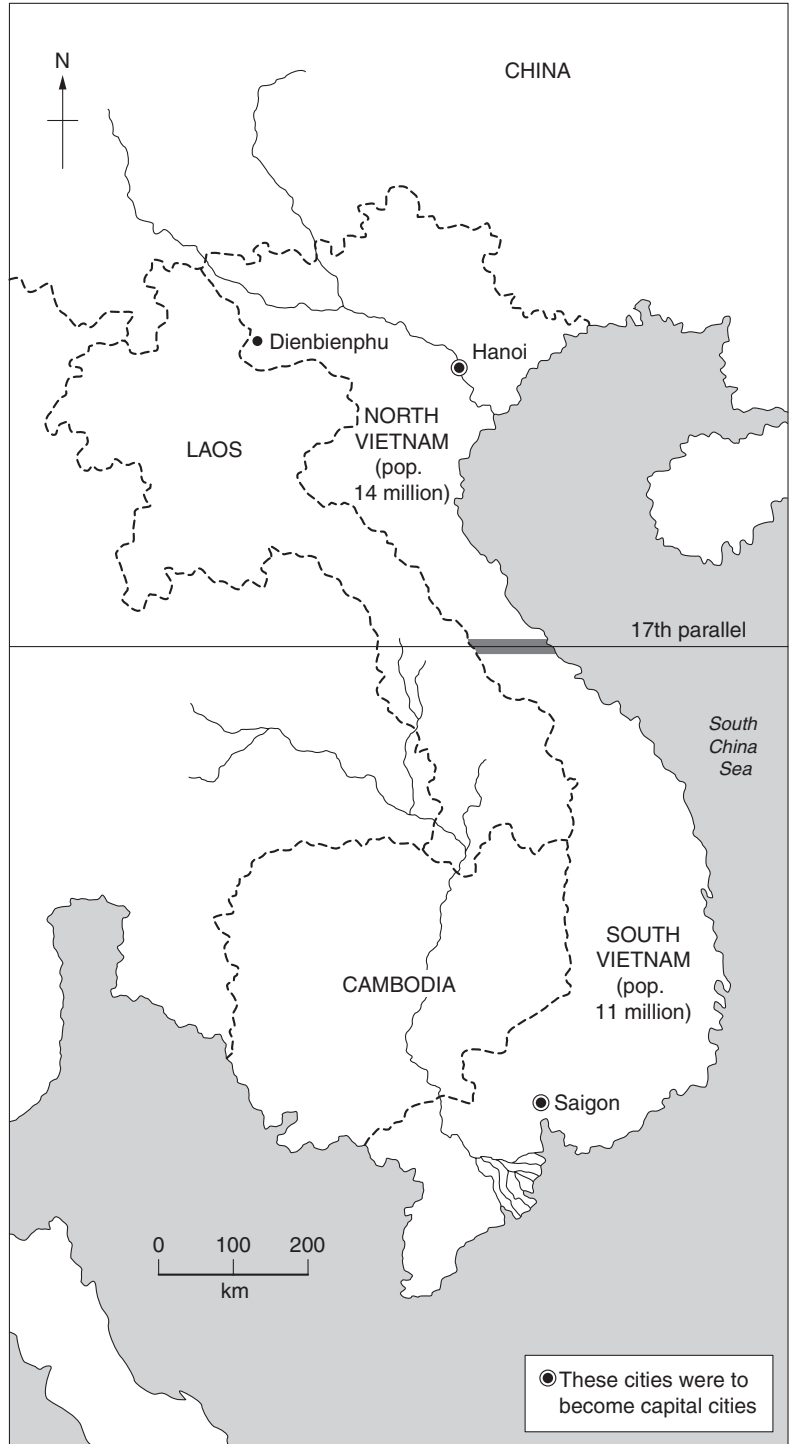 N
CHINA
Dienbienphu
Hanoi
NORTH
VIETNAM
(pop.
14 million)
LAOS
17th parallel
South
China
Sea
SOUTH
VIETNAM
(pop.
11 million)
CAMBODIA
Saigon
0 100 200
km
These cities were to
become capital cities